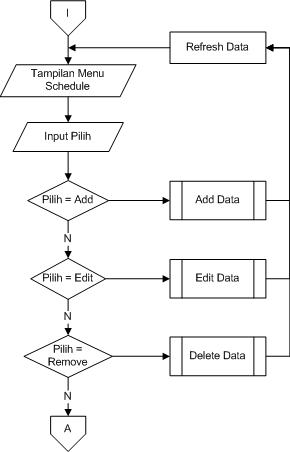 I
Refresh Data
Tampilan Menu
Schedule
Input Pilih
Pilih = Add
Add Data
N
Pilih = Edit
Edit Data
N
Pilih =
Remove
Delete Data
N
A